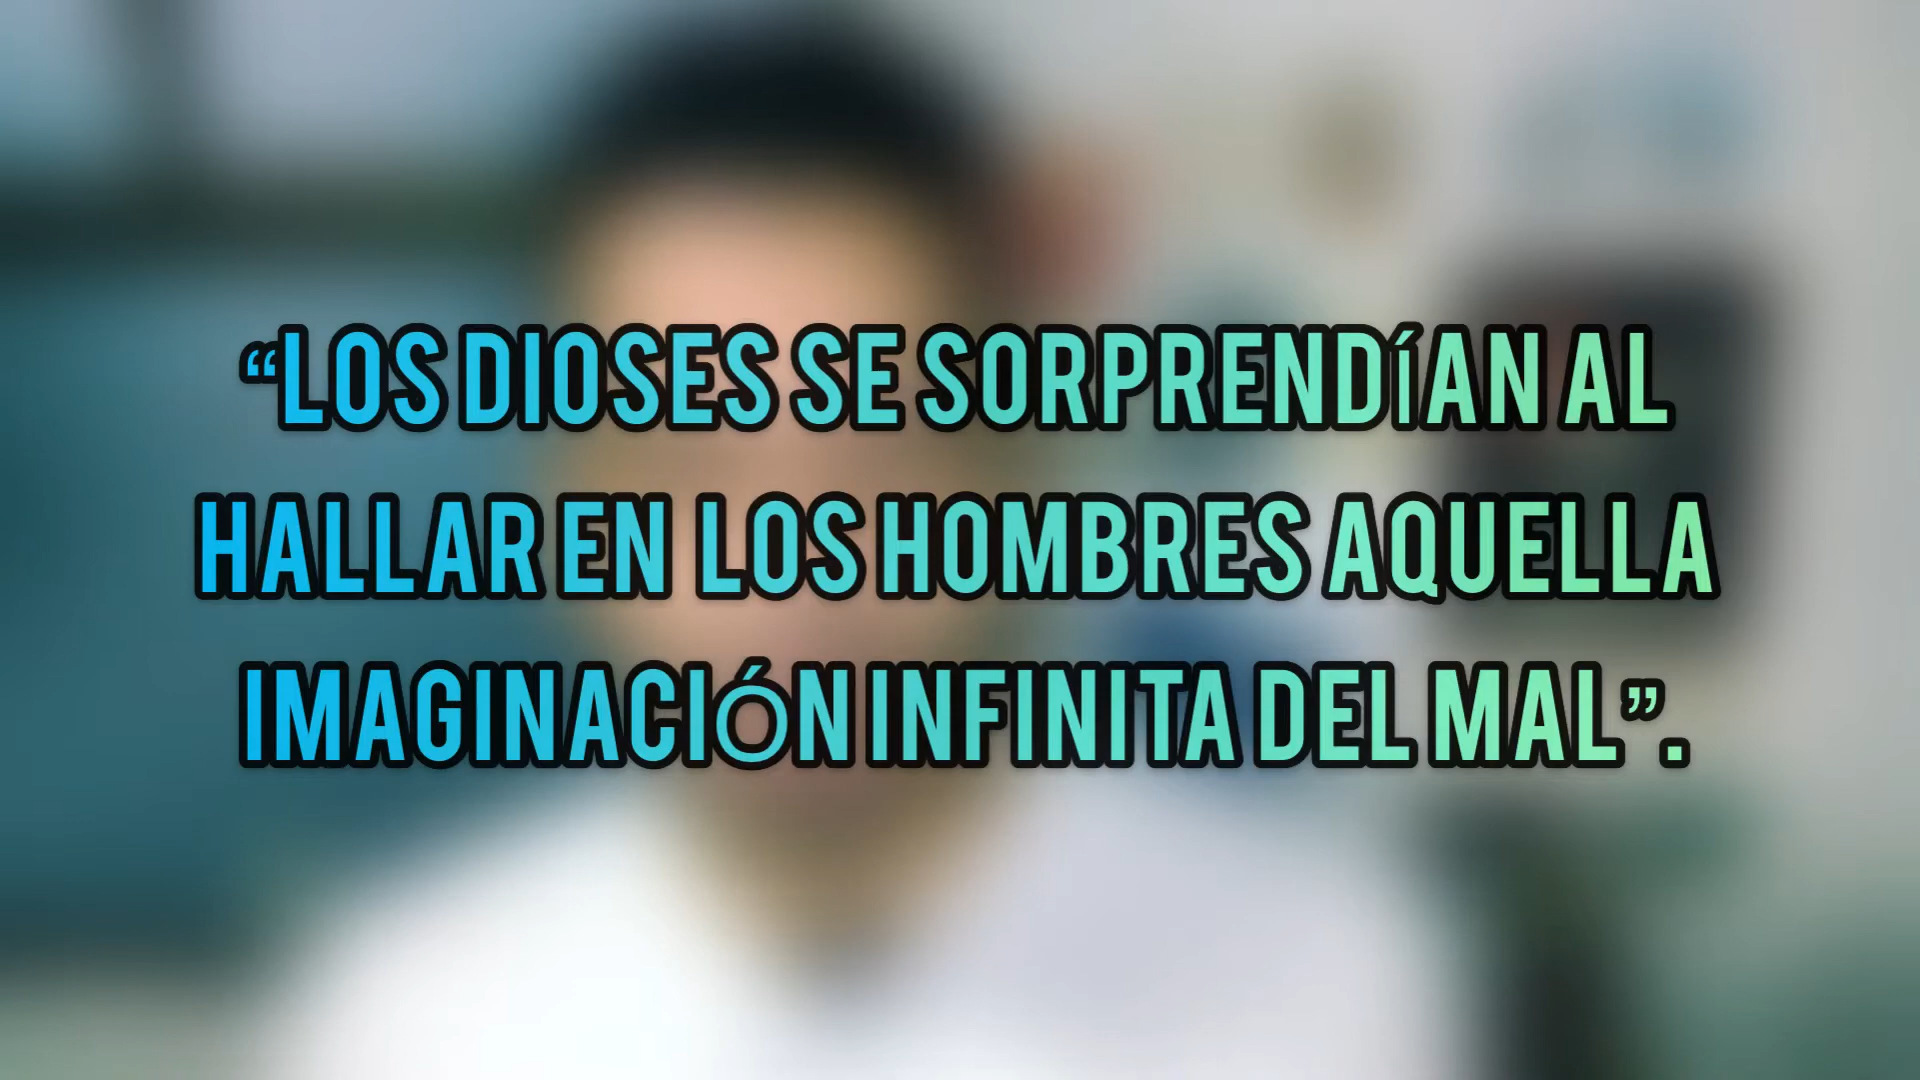 “LOS DIOSES SE SORPRENDÍAN AL
HALLAR EN LOS HOMBRES AQUELLA
IMAGINACIÓN INFINITA DEL MAL”.